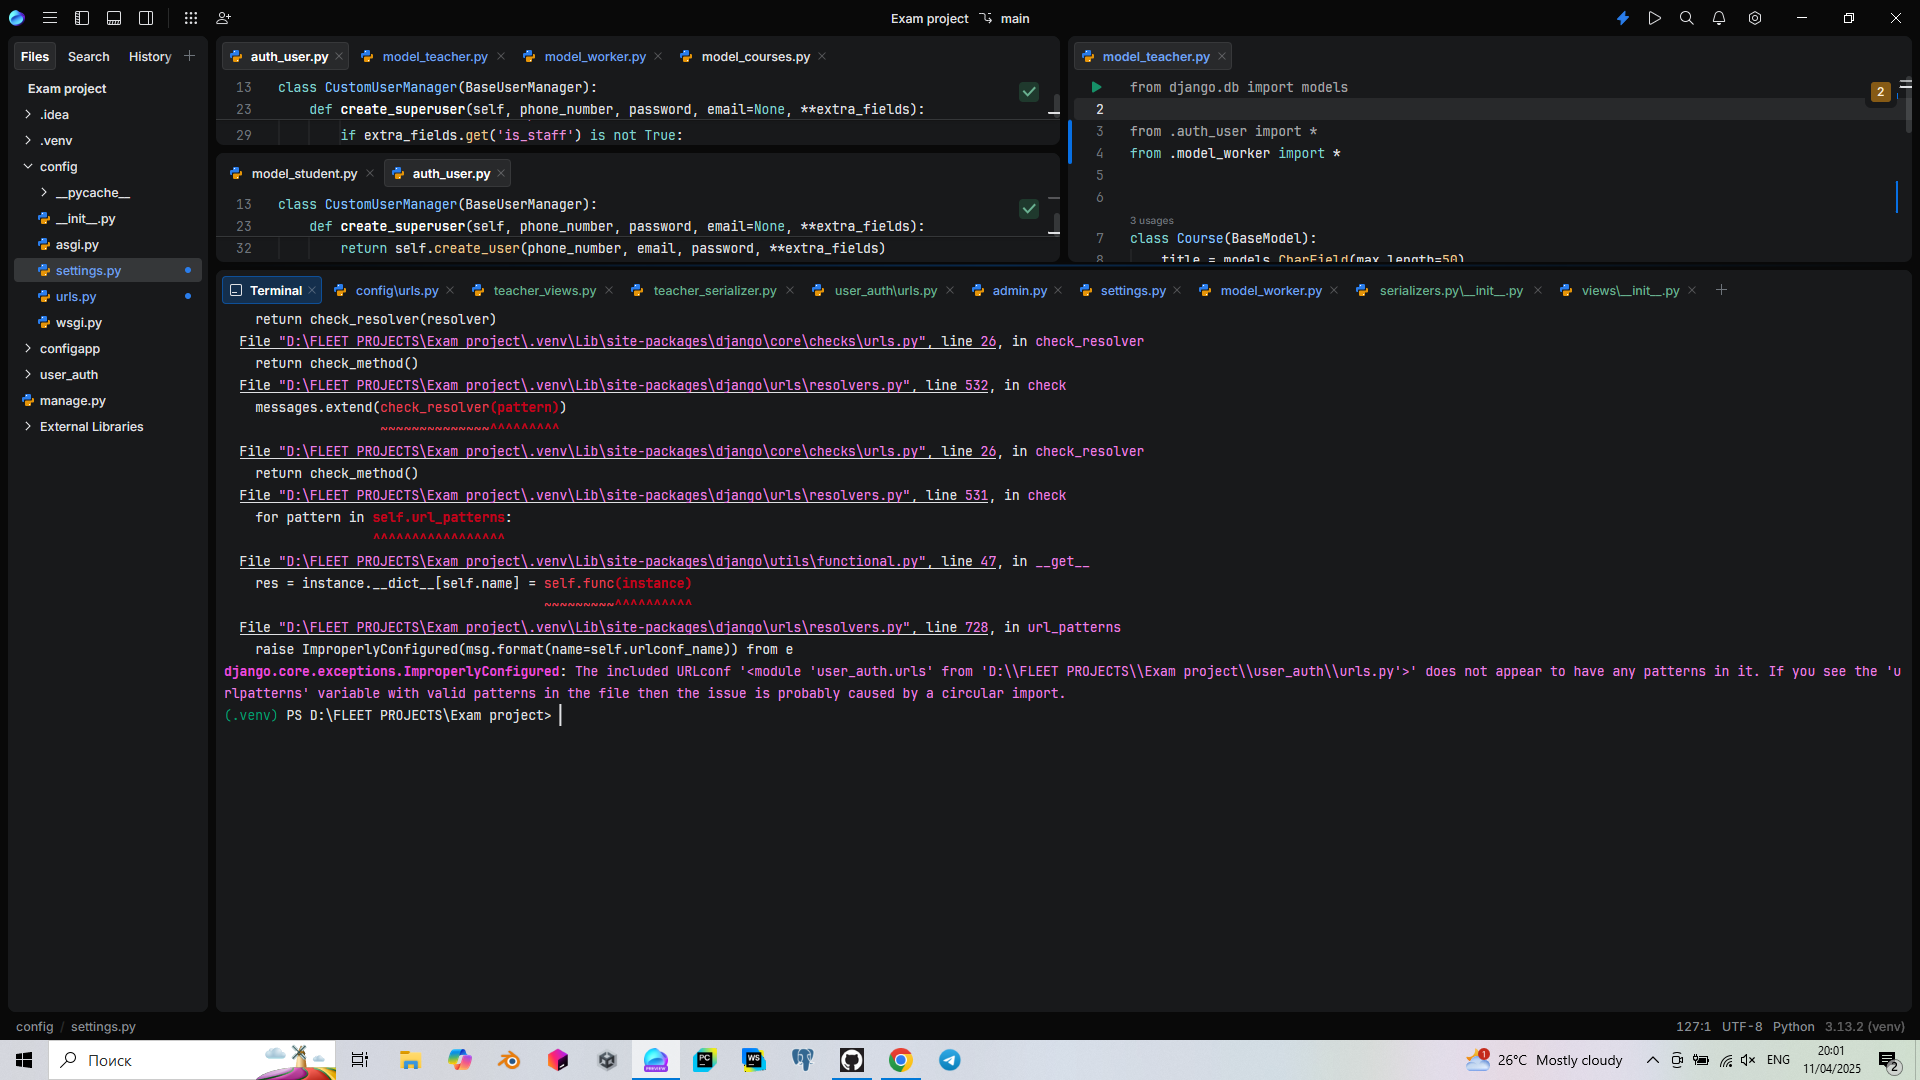 Exam project
main
Files
Search
History
Exam project
.idea
.venv
config
__pycache__
__init__.py
asgi.py
settings.py
urls.py
wsgi.py
configapp
user_auth
manage.py
External Libraries
auth_user.py
model_teacher.py
model_worker.py
model_courses.py
13 class CustomUserManager(BaseUserManager):
23 def create_superuser(self, phone_number, password, email=None, **extra_fields):
29 if extra_fields.get('is_staff') is not True:
model_student.py
auth_user.py
13 class CustomUserManager(BaseUserManager):
23 def create_superuser(self, phone_number, password, email=None, **extra_fields):
32 return self.create_user(phone_number, email, password, **extra_fields)
model_teacher.py
from django.db import models
2
2
3 from .auth_user import *
4 from .model_worker import *
5
6
3 usages
7 class Course(BaseModel):
8 title = models.CharField(max_length=50)
Terminal
config\urls.py
teacher_views.py
teacher_serializer.py
user_auth\urls.py
admin.py
settings.py
model_worker.py
serializers.py\__init__.py
views\__init__.py
return check_resolver(resolver)
File "D:\FLEET PROJECTS\Exam project\.venv\Lib\site-packages\django\core\checks\urls.py", line 26, in check_resolver
return check_method()
File "D:\FLEET PROJECTS\Exam project\.venv\Lib\site-packages\django\urls\resolvers.py", line 532, in check
messages.extend(check_resolver(pattern))
~~~~~~~~~~~~~~^^^^^^^^^
File "D:\FLEET PROJECTS\Exam project\.venv\Lib\site-packages\django\core\checks\urls.py", line 26, in check_resolver
return check_method()
File "D:\FLEET PROJECTS\Exam project\.venv\Lib\site-packages\django\urls\resolvers.py", line 531, in check
for pattern in self.url_patterns:
^^^^^^^^^^^^^^^^^
File "D:\FLEET PROJECTS\Exam project\.venv\Lib\site-packages\django\utils\functional.py", line 47, in __get__
res = instance.__dict__[self.name] = self.func(instance)
~~~~~~~~~^^^^^^^^^^
File "D:\FLEET PROJECTS\Exam project\.venv\Lib\site-packages\django\urls\resolvers.py", line 728, in url_patterns
raise ImproperlyConfigured(msg.format(name=self.urlconf_name)) from e
django.core.exceptions.ImproperlyConfigured: The included URLconf '<module 'user_auth.urls' from 'D:\\FLEET PROJECTS\\Exam project\\user_auth\\urls.py'>' does not appear to have any patterns in it. If you see the 'u
rlpatterns' variable with valid patterns in the file then the issue is probably caused by a circular import.
(.venv) PS D:\FLEET PROJECTS\Exam project>
config / settings.py
127:1 UTF-8 Python 3.13.2 (venv)
Поиск
PREVIEW
PC
WS
1
26°C Mostly cloudy
ENG
20:01
11/04/2025
2